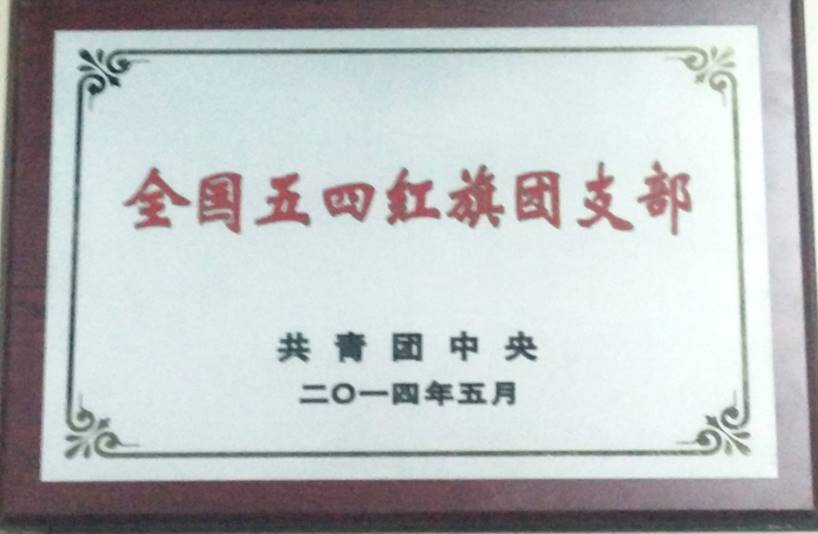 全国五四红旗团支部
共青团中央
二〇一四年五月